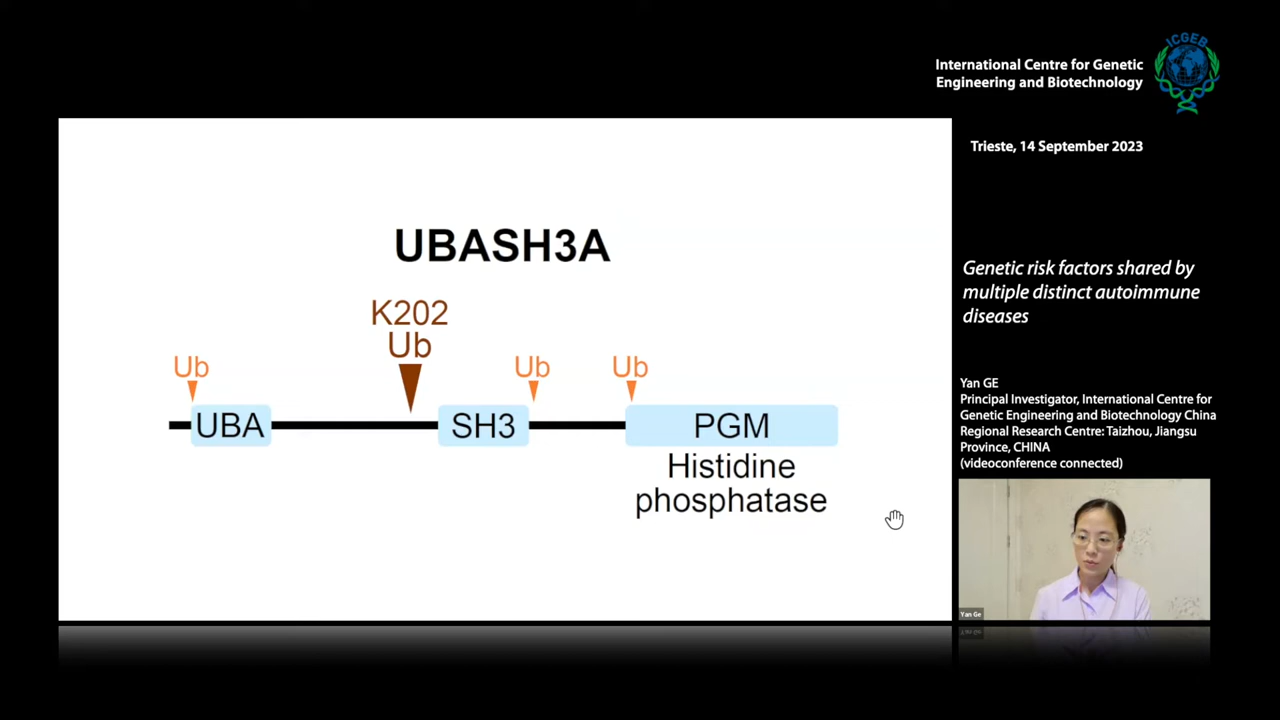 ICGEB
International Centre for Genetic
Engineering and Biotechnology
Trieste, 14 September 2023
UBASH3A
K202
Ub
Ub
Ub
Ub
UBA
SH3
PGM
Histidine
phosphatase
Genetic risk factors shared by
multiple distinct autoimmune
diseases
Yan GE
Principal Investigator, International Centre for
Genetic Engineering and Biotechnology China
Regional Research Centre: Taizhou, Jiangsu
Province, CHINA
(videoconference connected)
Yan Ge